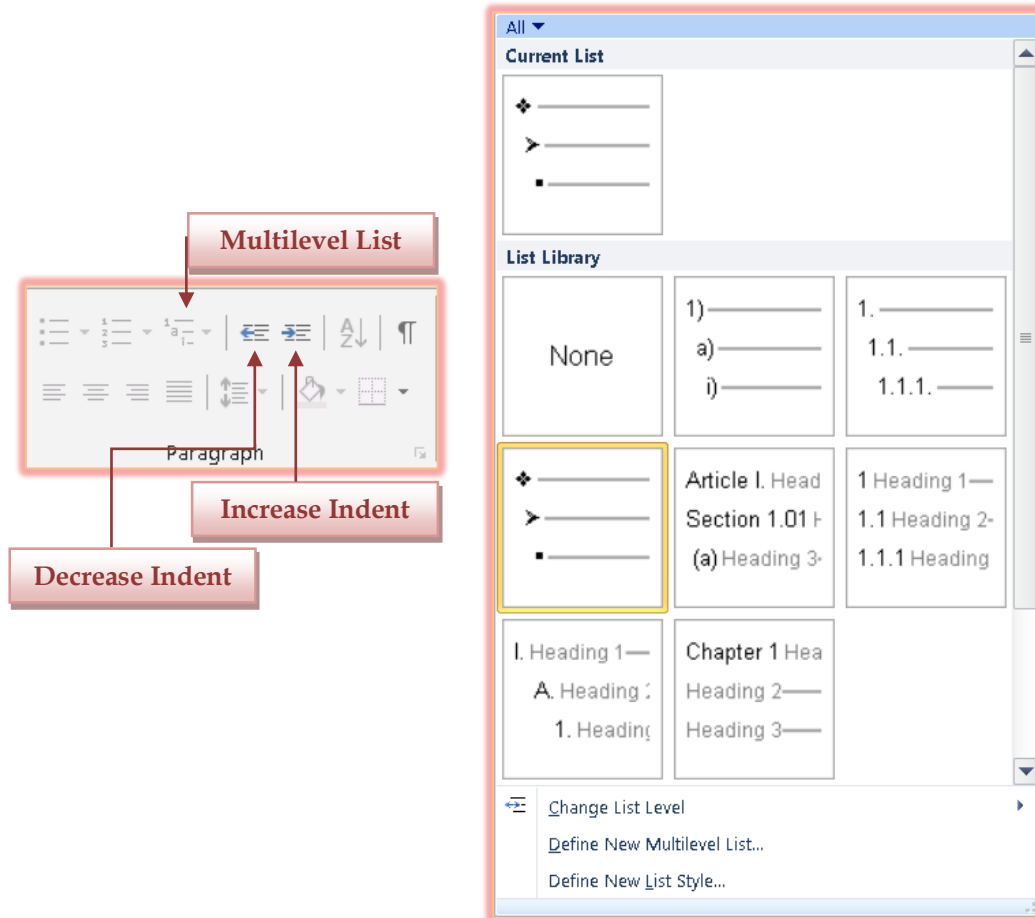 Multilevel List
Paragraph
Increase Indent
Decrease Indent
All
Current List
List Library
None
1)
a)
i)
1.
1.1.
1.1.1.
Article I. Head
Section 1.01
(a) Heading 3
1 Heading 1
1.1 Heading 2
1.1.1 Heading
I. Heading 1
A. Heading
1. Heading
Chapter 1 Hea
Heading 2
Heading 3
Change List Level
Define New Multilevel List...
Define New List Style...